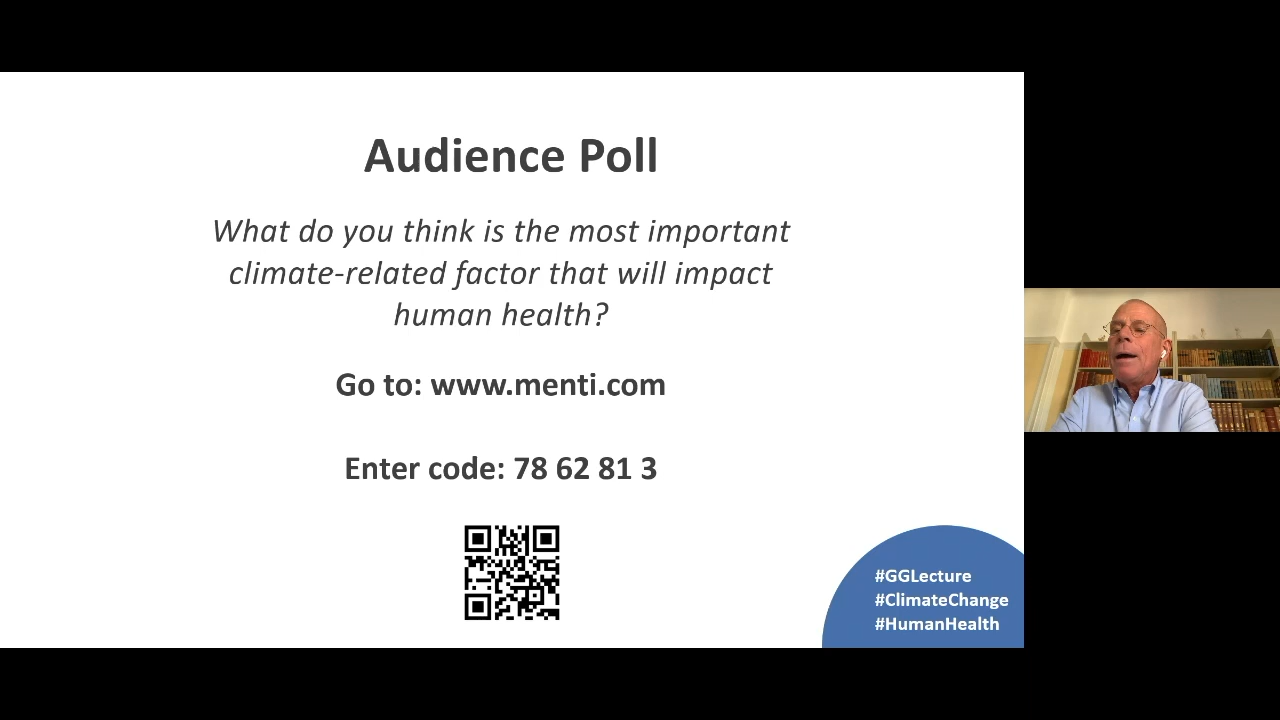 Audience Poll
What do you think is the most important
climate-related factor that will impact
human health?
Go to: www.menti.com
Enter code: 78 62 81 3
#GGLecture
#ClimateChange
#HumanHealth